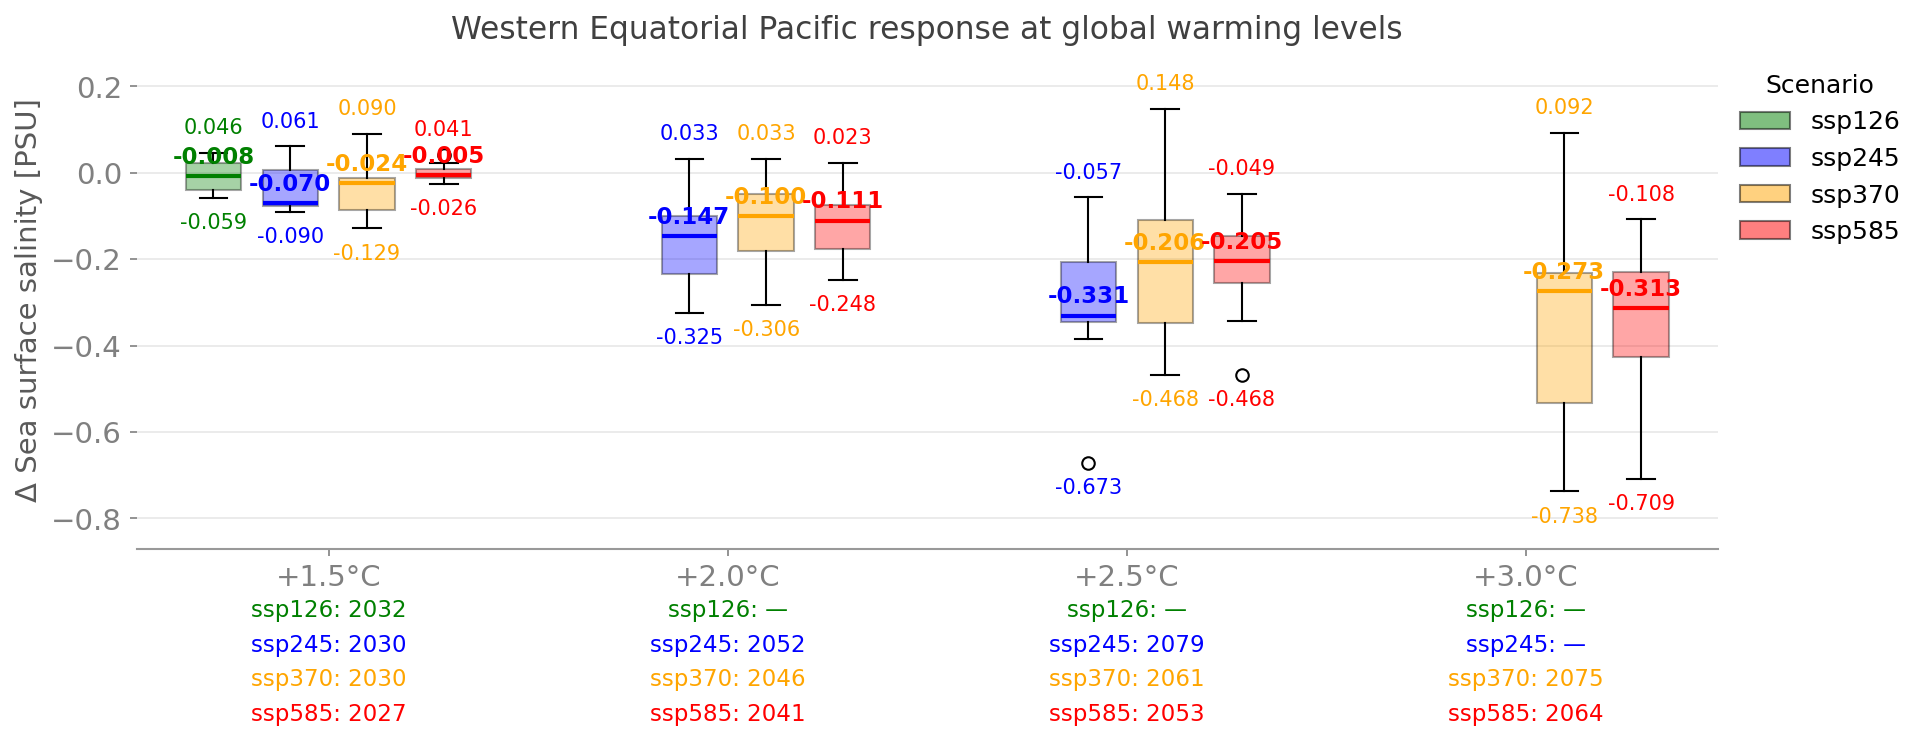 Western Equatorial Pacific response at global warming levels
Δ Sea surface salinity [PSU]
0.2
0.0
−0.2
−0.4
−0.6
−0.8
0.046
-0.008
-0.059
0.061
-0.070
-0.090
0.090
-0.024
-0.129
0.041
-0.005
-0.026
0.033
-0.147
-0.325
0.033
-0.100
-0.306
0.023
-0.111
-0.248
-0.057
-0.331
-0.673
0.148
-0.206
-0.468
-0.049
-0.205
-0.468
0.092
-0.273
-0.738
-0.108
-0.313
-0.709
Scenario
ssp126
ssp245
ssp370
ssp585
+1.5°C
ssp126: 2032
ssp245: 2030
ssp370: 2030
ssp585: 2027
+2.0°C
ssp126: —
ssp245: 2052
ssp370: 2046
ssp585: 2041
+2.5°C
ssp126: —
ssp245: 2079
ssp370: 2061
ssp585: 2053
+3.0°C
ssp126: —
ssp245: —
ssp370: 2075
ssp585: 2064